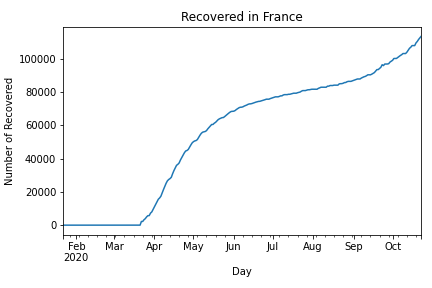 Recovered in France
Number of Recovered
100000
80000
60000
40000
20000
0
Feb Mar Apr May Jun Jul Aug Sep Oct
2020
Day